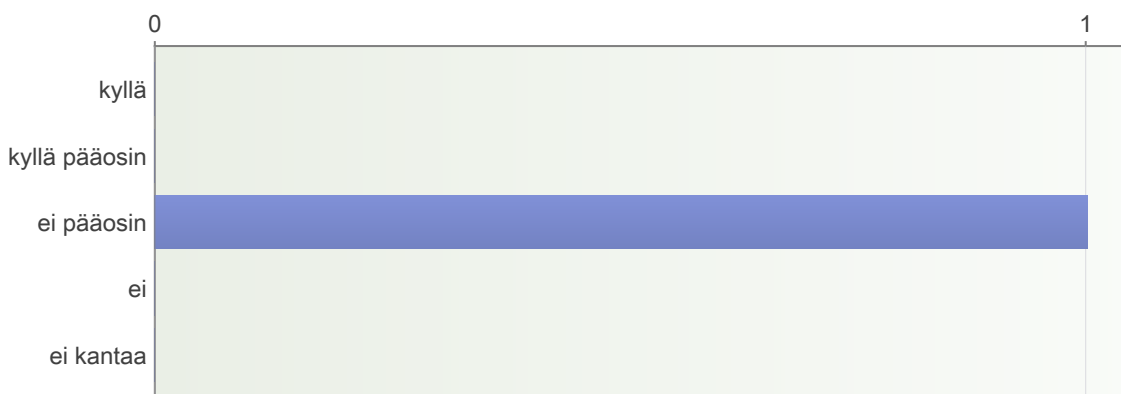 0 1
kyllä
kyllä pääosin
ei pääosin
ei
ei kantaa